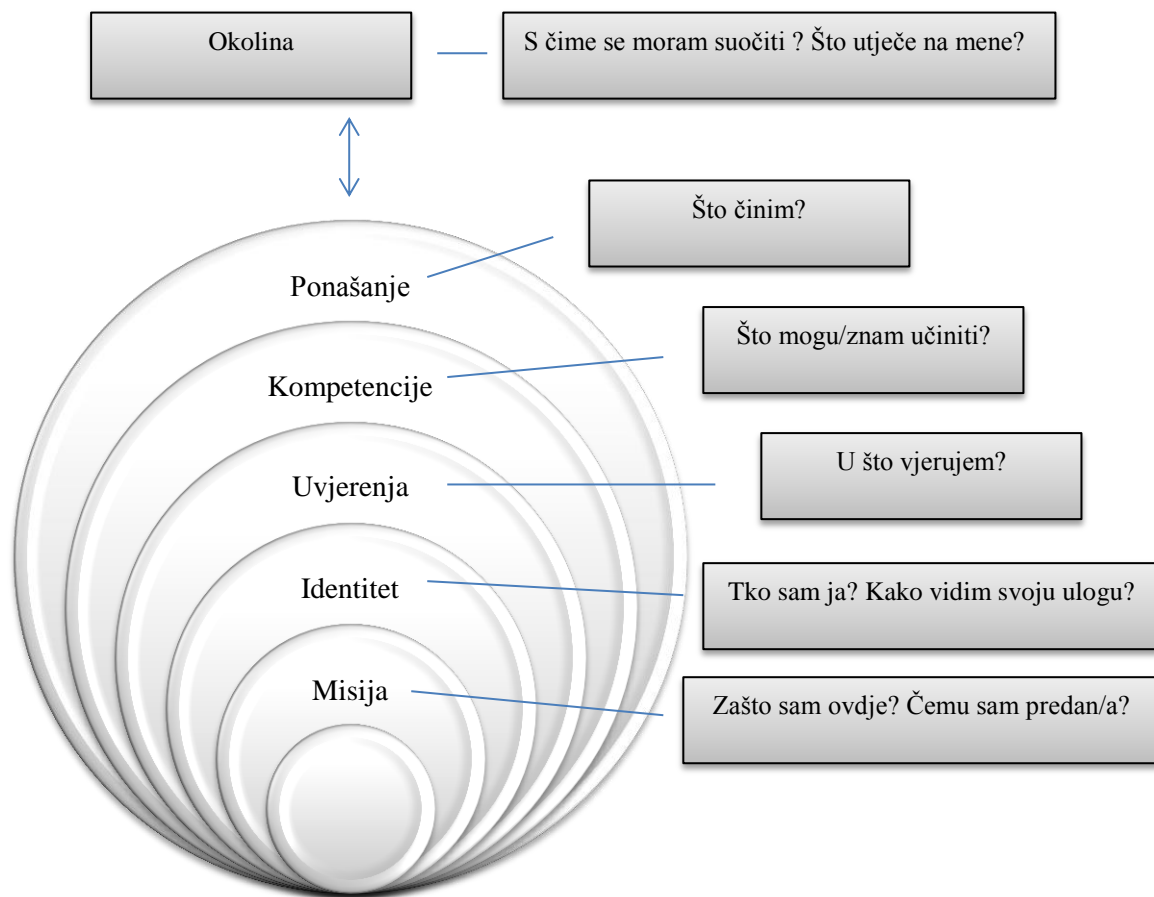 Okolina
S čime se moram suočiti ? Što utječe na mene?
Što činim?
Ponašanje
Što mogu/znam učiniti?
Kompetencije
U što vjerujem?
Uvjerenja
Identitet
Tko sam ja? Kako vidim svoju ulogu?
Misija
Zašto sam ovdje? Čemu sam predan/a?